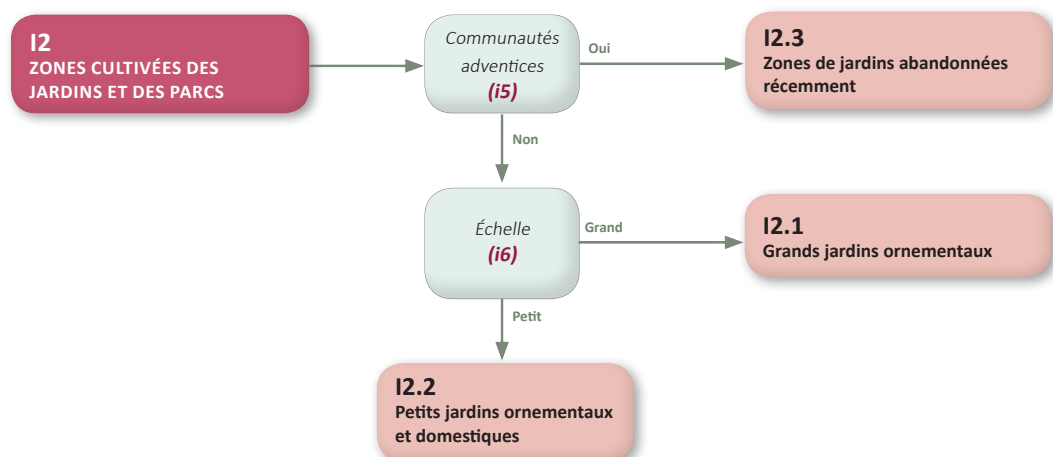 I2
ZONES CULTIVÉES DES
JARDINS ET DES PARCS
Communautés
adventices
(i5)
Oui
I2.3
Zones de jardins abandonnées
récemment
Non
Échelle
(i6)
Grand
I2.1
Grands jardins ornementaux
Petit
I2.2
Petits jardins ornementaux
et domestiques